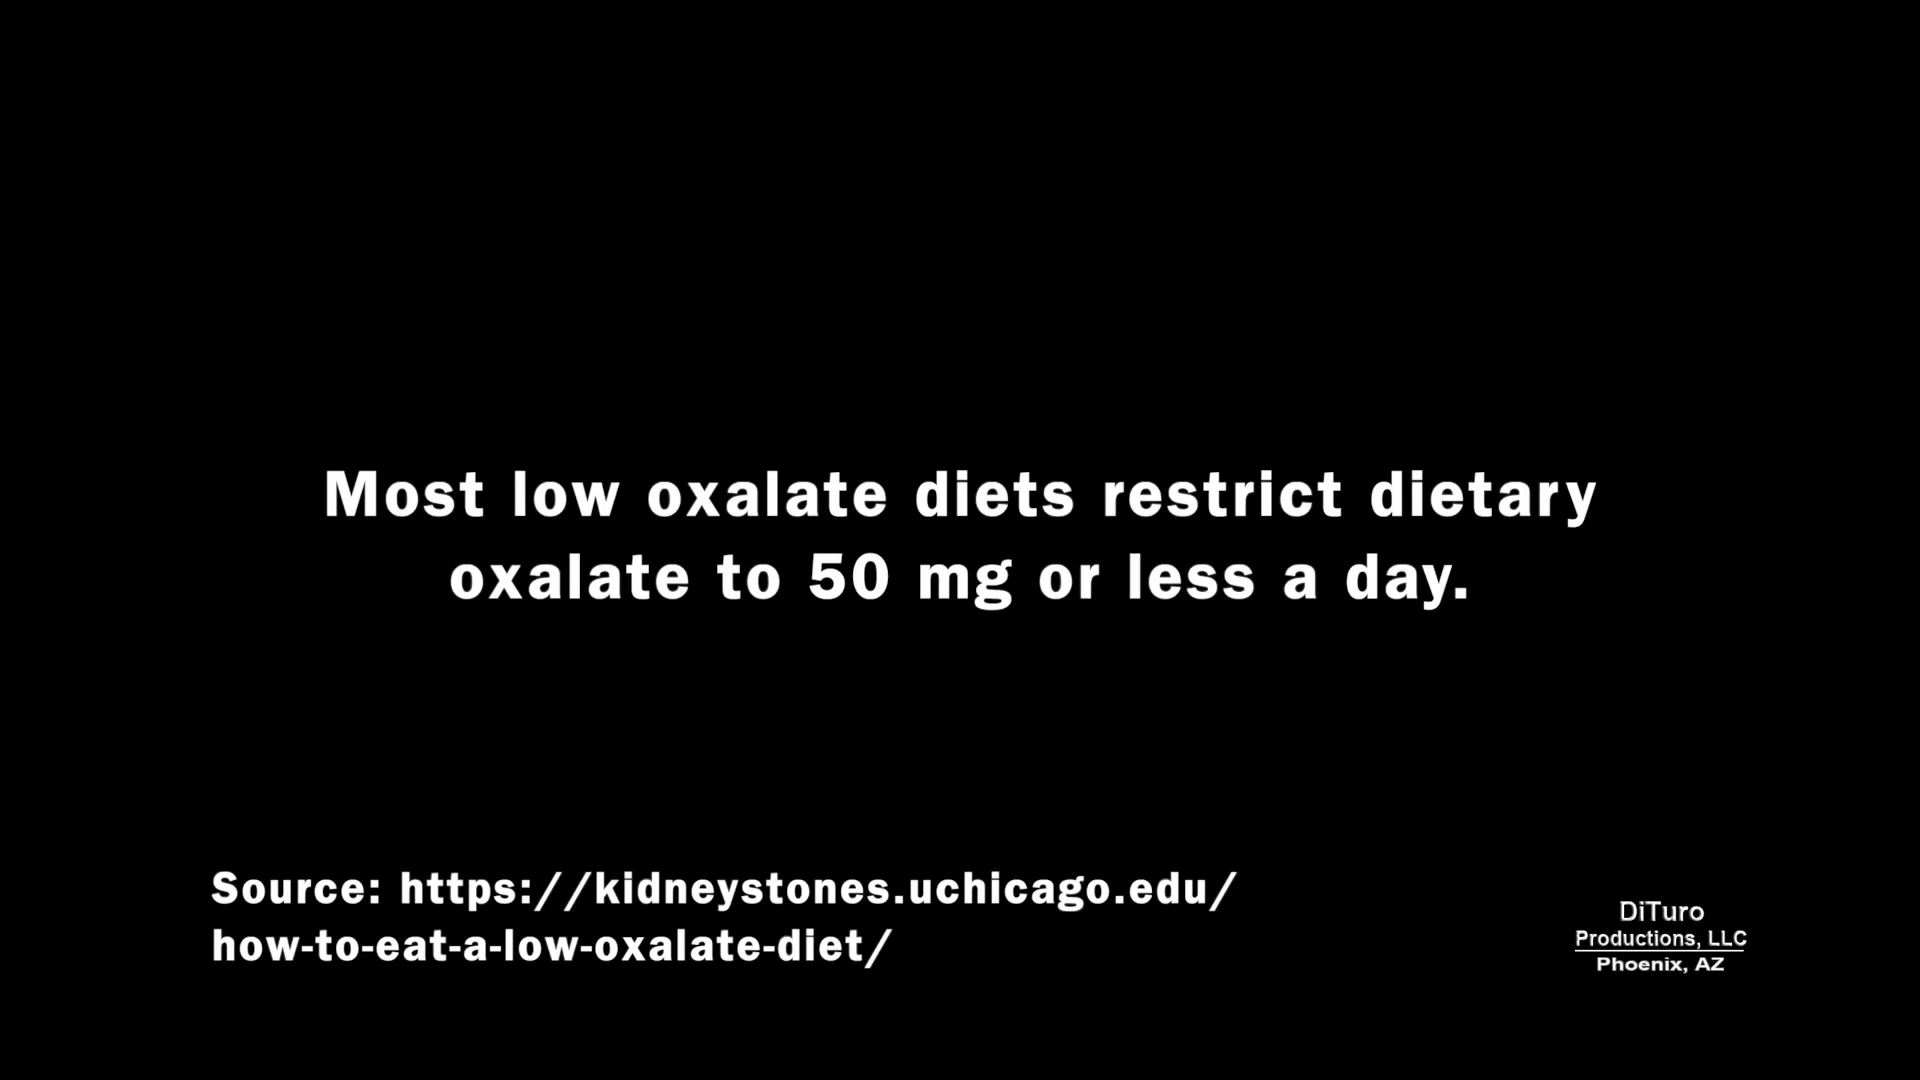 Most low oxalate diets restrict dietary
oxalate to 50 mg or less a day.
Source: https://kidneystones.uchicago.edu/
how-to-eat-a-low-oxalate-diet/
DiTuro
Productions, LLC
Phoenix, AZ